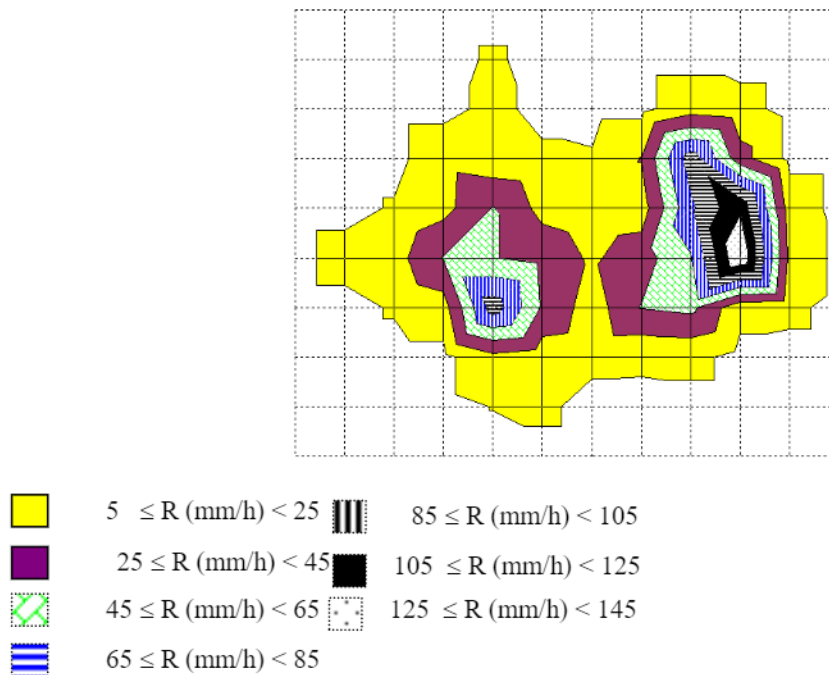 5 ≤ R (mm/h) < 25
85 ≤ R (mm/h) < 105
25 ≤ R (mm/h) < 45
105 ≤ R (mm/h) < 125
45 ≤ R (mm/h) < 65
125 ≤ R (mm/h) < 145
65 ≤ R (mm/h) < 85